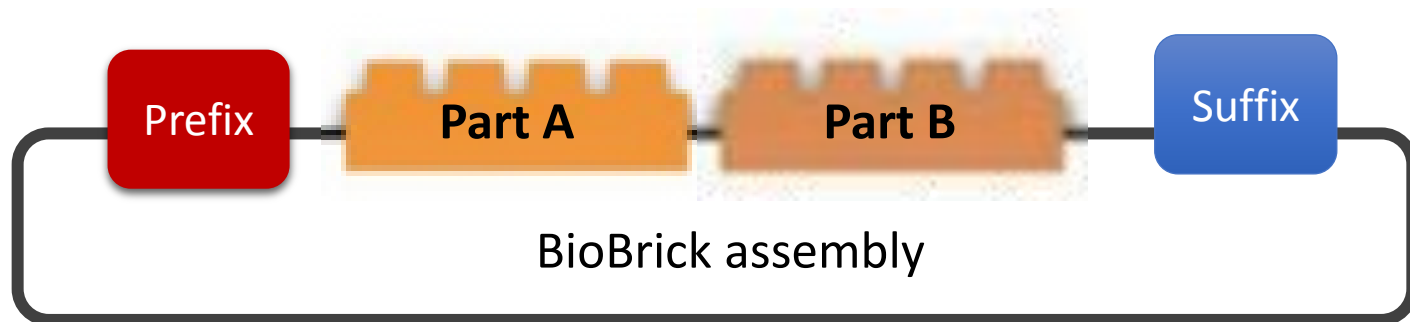 Prefix
Part A
Part B
Suffix
BioBrick assembly